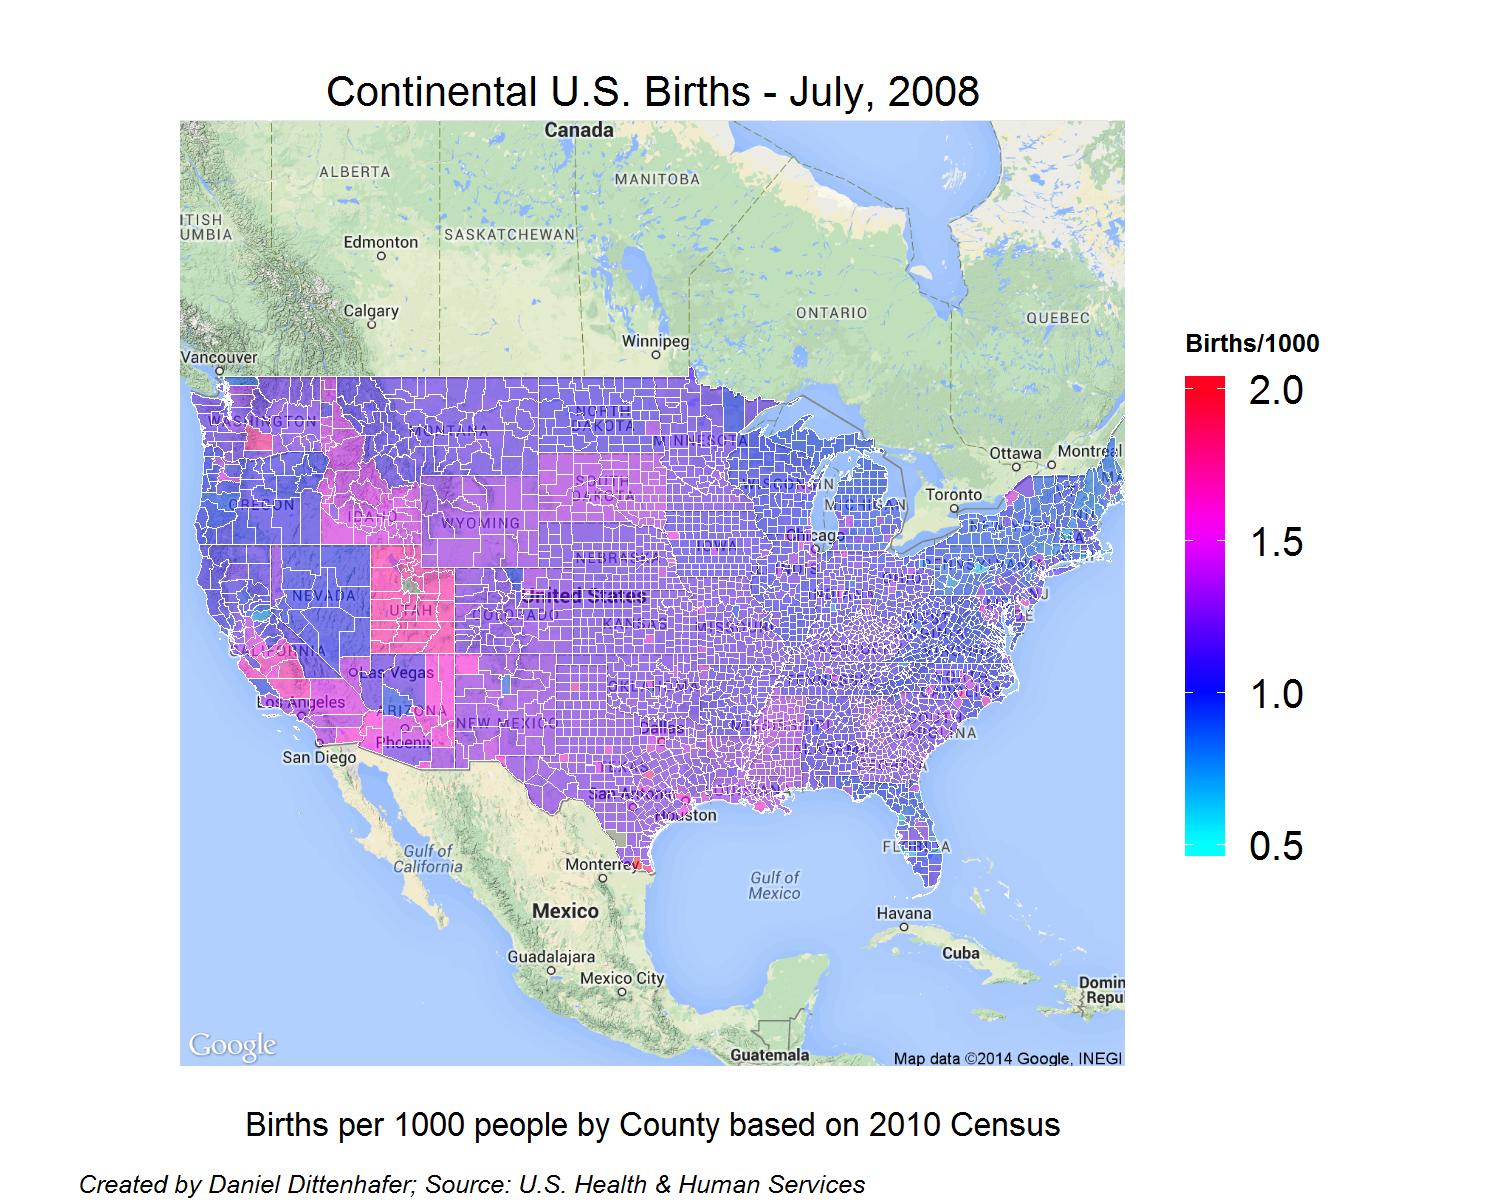 Continental U.S. Births - July, 2008
Canada
ALBERTA
MANITOBA
ITISH
UMBIA
SASKATCHEWAN
Edmonton
Calgary
ONTARIO
QUEBEC
Winnipeg
Vancouver
Births/1000
2.0
1.5
1.0
0.5
WASHINGTON
MONTANA
NORTH
DAKOTA
MINNESOTA
Ottawa
Montreal
WISCONSIN
MICHIGAN
Toronto
OREGON
IDAHO
SOUTH
DAKOTA
WYOMING
Chicago
IOWA
NEBRASKA
NEVADA
UTAH
United States
COLORADO
KANSAS
MISSOURI
CALIFORNIA
Las Vegas
OKLAHOMA
Los Angeles
ARIZONA
NEW MEXICO
Dallas
MISSISSIPPI
SOUTH
CAROLINA
Phoenix
San Diego
TEXAS
San Antonio
LOUISIANA
Houston
FLORIDA
Gulf of
California
Monterrey
Gulf of
Mexico
Mexico
Havana
Cuba
Guadalajara
Mexico City
Domin
Repu
Google
Guatemala
Map data ©2014 Google, INEGI
Births per 1000 people by County based on 2010 Census
Created by Daniel Dittenhafer; Source: U.S. Health & Human Services